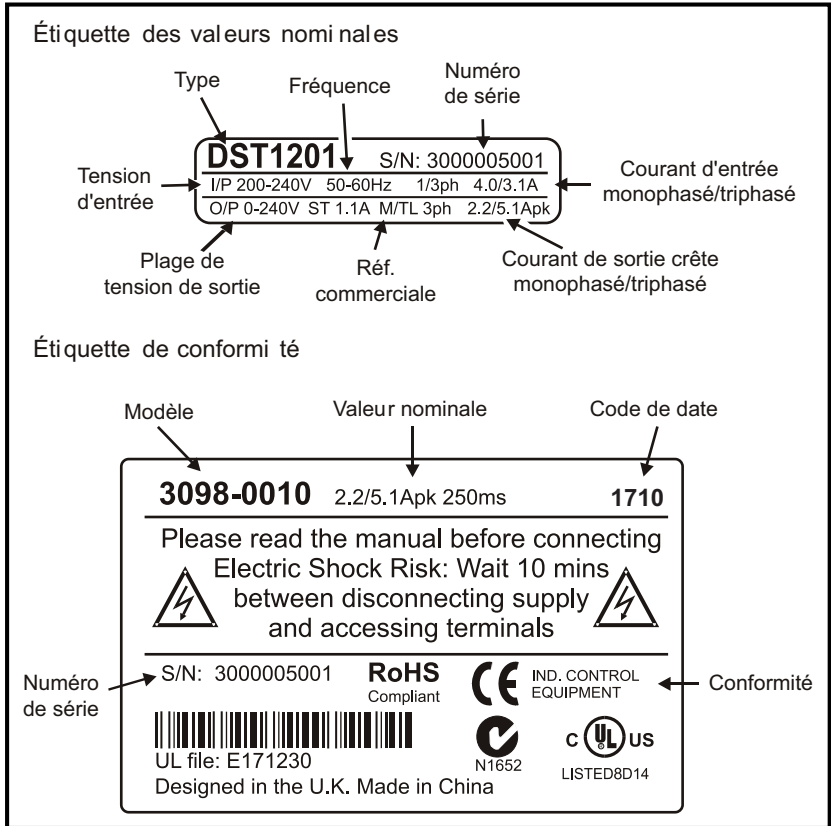 Étiquette des valeurs nominales
Type
Fréquence
Numéro
de série
DST1201 S/N: 3000005001
Tension
d'entrée
I/P 200-240V 50-60Hz 1/3ph 4.0/3.1A
Courant d'entrée
monophasé/triphasé
O/P 0-240V ST 1.1A M/TL 3ph 2.2/5.1Apk
Plage de
tension de sortie
Réf.
commerciale
Courant de sortie crête
monophasé/triphasé
Étiquette de conformité
Modèle
Valeur nominale
Code de date
3098-0010 2.2/5.1Apk 250ms 1710
Please read the manual before connecting
Electric Shock Risk: Wait 10 mins
between disconnecting supply
and accessing terminals
Numéro
de série
S/N: 3000005001
RoHS
Compliant
CE
IND. CONTROL
EQUIPMENT
Conformité
UL file: E171230
N1652
C UL US
LISTED8D14
Designed in the U.K. Made in China